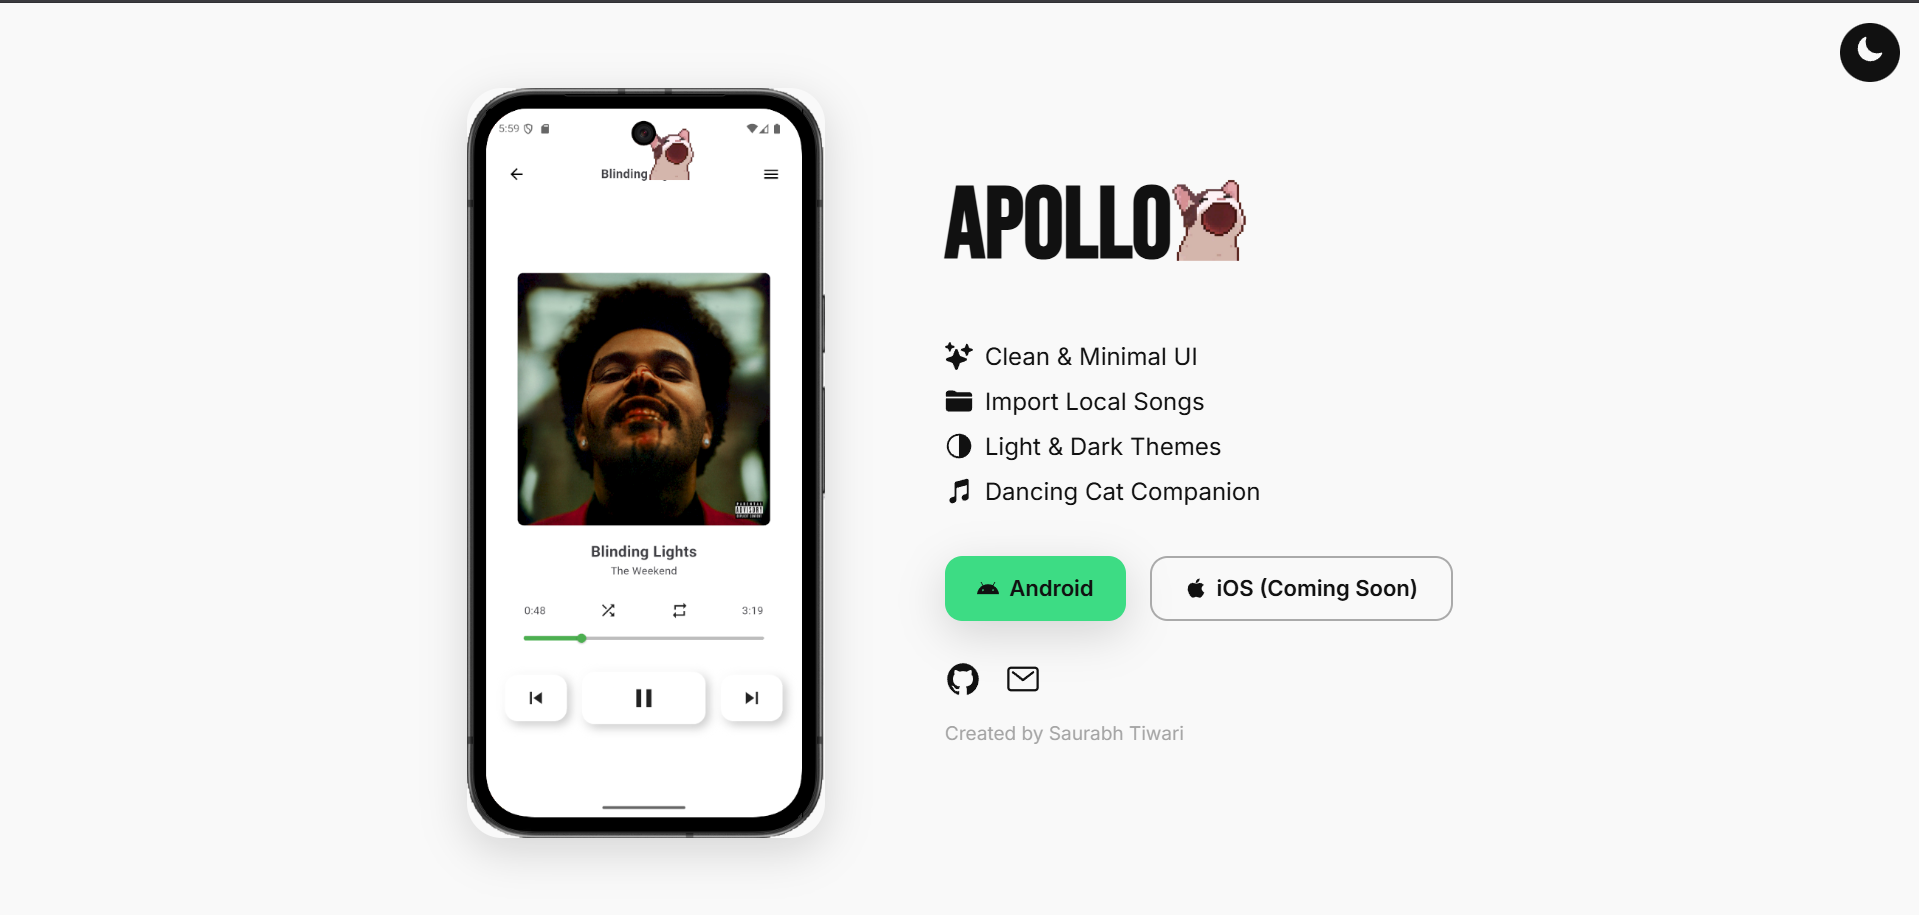 5:59
Blinding
Blinding Lights
The Weekend
0:48
3:19
APOLLO
Clean & Minimal UI
Import Local Songs
Light & Dark Themes
Dancing Cat Companion
Android
iOS (Coming Soon)
Created by Saurabh Tiwari